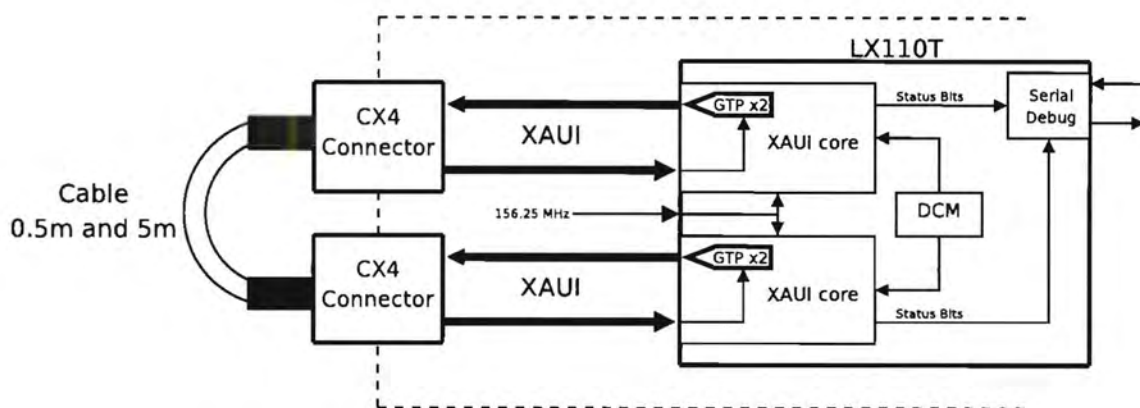 LX110T
CX4
Connector
XAUI
GTP x2
XAUI core
Status Bits
Serial
Debug
Cable
0.5m and 5m
156.25 MHz
DCM
CX4
Connector
XAUI
GTP x2
XAUI core
Status Bits